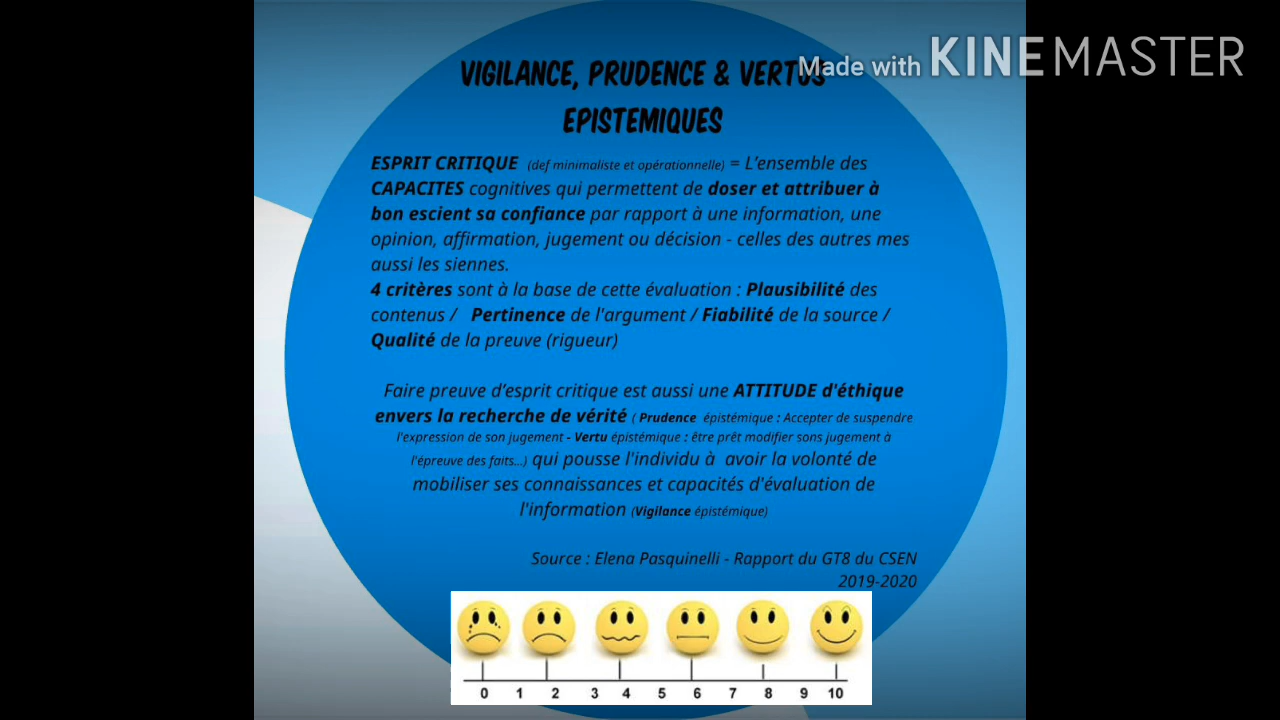 Made with KINEMASTER
VIGILANCE, PRUDENCE & VERTUS
EPISTEMIQUES
ESPRIT CRITIQUE (def minimaliste et opérationnelle) = L'ensemble des
CAPACITES cognitives qui permettent de doser et attribuer à
bon escient sa confiance par rapport à une information, une
opinion, affirmation, jugement ou décision - celles des autres mes
aussi les siennes.
4 critères sont à la base de cette évaluation : Plausibilité des
contenus / Pertinence de l'argument / Fiabilité de la source /
Qualité de la preuve (rigueur)
Faire preuve d'esprit critique est aussi une ATTITUDE d'éthique
envers la recherche de vérité ( Prudence épistémique : Accepter de suspendre
l'expression de son jugement - Vertu épistémique : être prêt modifier sons jugement à
l'épreuve des faits...) qui pousse l'individu à avoir la volonté de
mobiliser ses connaissances et capacités d'évaluation de
l'information (Vigilance épistémique)
Source : Elena Pasquinelli - Rapport du GT8 du CSEN
2019-2020
0 1 2 3 4 5 6 7 8 9 10